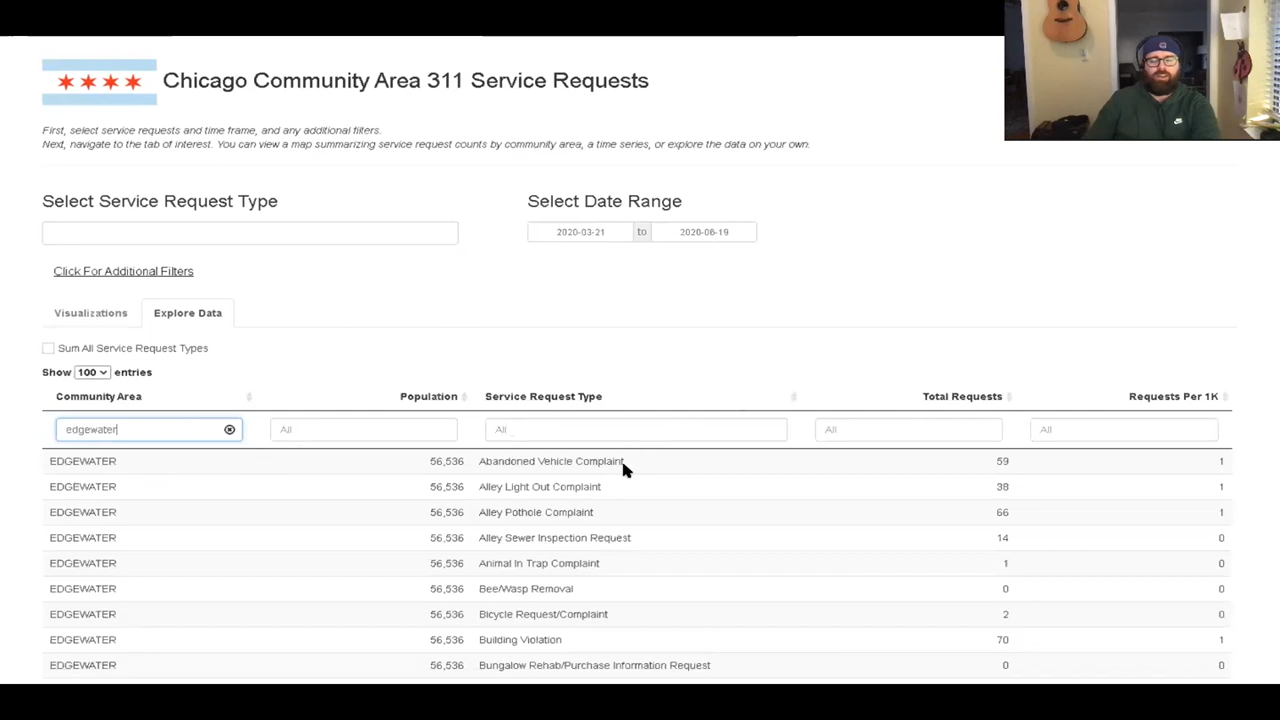 Chicago Community Area 311 Service Requests
First, select service requests and time frame, and any additional filters.
Next, navigate to the tab of interest. You can view a map summarizing service request counts by community area, a time series, or explore the data on your own.
Select Service Request Type
Select Date Range
2020-03-21 to 2020-06-19
Click For Additional Filters
Visualizations Explore Data
Sum All Service Request Types
Show 100 entries
Community Area Population Service Request Type Total Requests Requests Per 1K
edgewater All All All All
EDGEWATER 56,536 Abandoned Vehicle Complaint 59 1
EDGEWATER 56,536 Alley Light Out Complaint 38 1
EDGEWATER 56,536 Alley Pothole Complaint 66 1
EDGEWATER 56,536 Alley Sewer Inspection Request 14 0
EDGEWATER 56,536 Animal In Trap Complaint 1 0
EDGEWATER 56,536 Bee/Wasp Removal 0 0
EDGEWATER 56,536 Bicycle Request/Complaint 2 0
EDGEWATER 56,536 Building Violation 70 1
EDGEWATER 56,536 Bungalow Rehab/Purchase Information Request 0 0